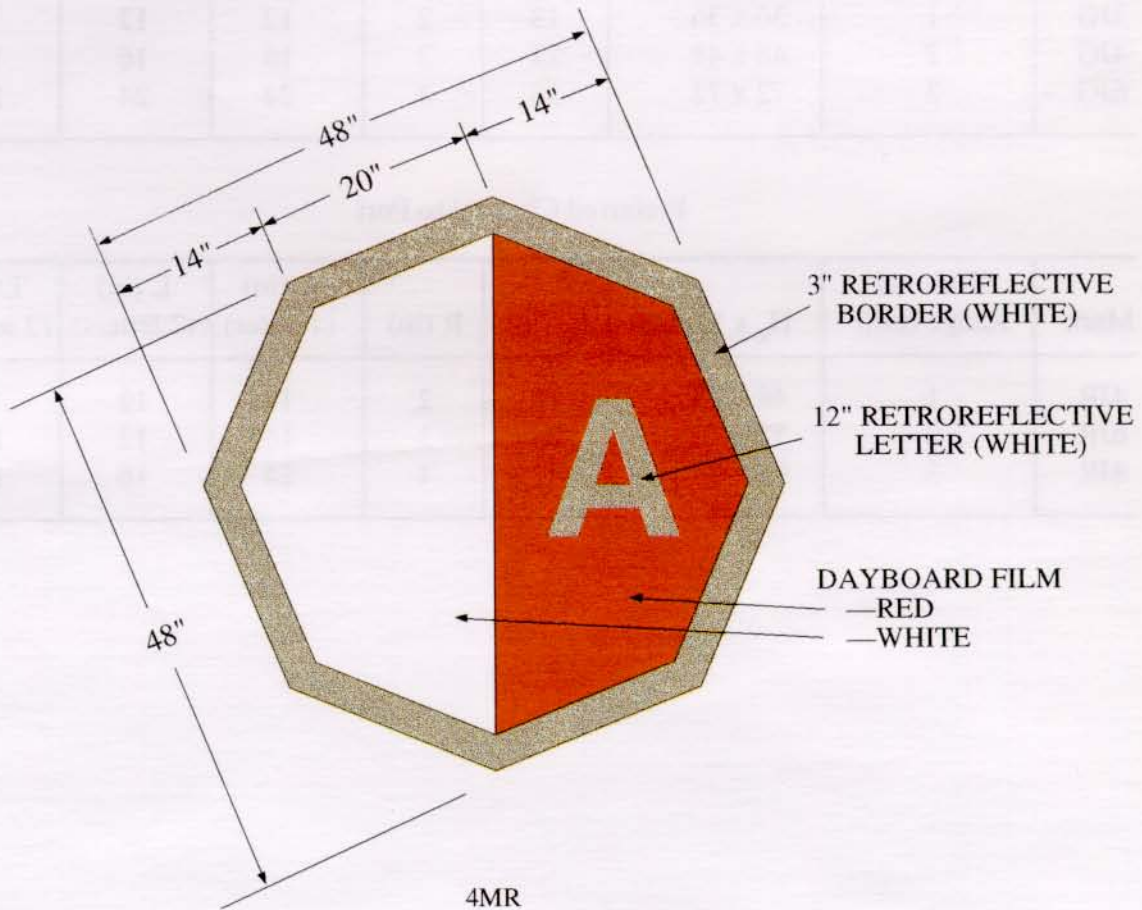 48"
14"
20"
14"
3" RETROREFLECTIVE
BORDER (WHITE)
12" RETROREFLECTIVE
LETTER (WHITE)
A
DAYBOARD FILM
—RED
—WHITE
48"
4MR